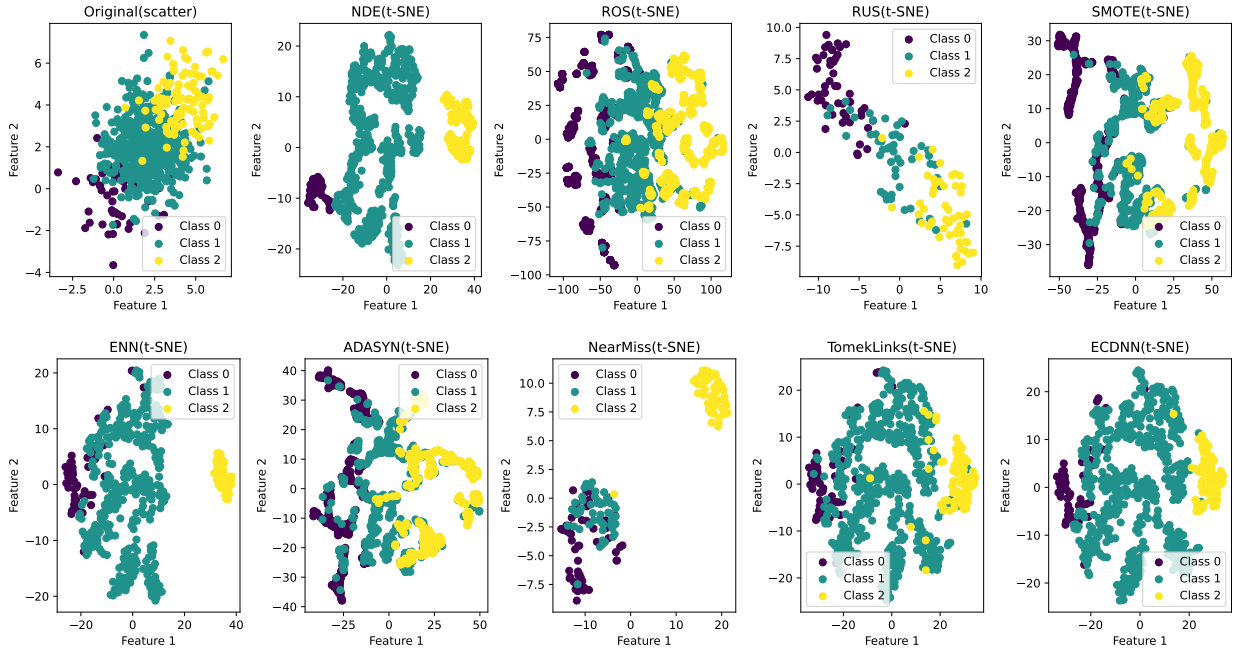 Original(scatter)
6
4
2
0
−2
−4
Feature 2
−2.5 0.0 2.5 5.0
Feature 1
Class 0
Class 1
Class 2
NDE(t-SNE)
20
10
0
−10
−20
Feature 2
−20 0 20 40
Feature 1
Class 0
Class 1
Class 2
ROS(t-SNE)
75
50
25
0
−25
−50
−75
−100
Feature 2
−100 −50 0 50 100
Feature 1
Class 0
Class 1
Class 2
RUS(t-SNE)
Class 0
Class 1
Class 2
10.0
7.5
5.0
2.5
0.0
−2.5
−5.0
−7.5
Feature 2
−10 −5 0 5 10
Feature 1
SMOTE(t-SNE)
30
20
10
0
−10
−20
−30
Feature 2
−50 −25 0 25 50
Feature 1
Class 0
Class 1
Class 2
ENN(t-SNE)
Class 0
Class 1
Class 2
20
10
0
−10
−20
Feature 2
−20 0 20 40
Feature 1
ADASYN(t-SNE)
Class 0
Class 1
Class 2
40
30
20
10
0
−10
−20
−30
−40
Feature 2
−25 0 25 50
Feature 1
NearMiss(t-SNE)
Class 0
Class 1
Class 2
10.0
7.5
5.0
2.5
0.0
−2.5
−5.0
−7.5
Feature 2
−10 0 10 20
Feature 1
TomekLinks(t-SNE)
20
10
0
−10
−20
Feature 2
−20 0 20
Feature 1
Class 0
Class 1
Class 2
ECDNN(t-SNE)
20
10
0
−10
−20
Feature 2
−20 0 20
Feature 1
Class 0
Class 1
Class 2